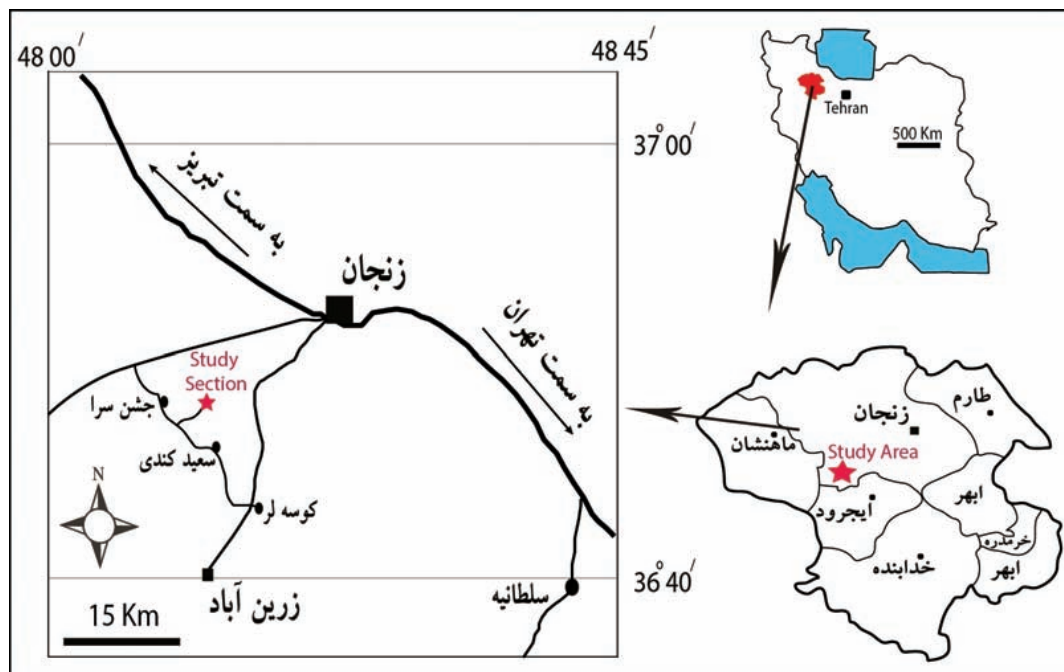 48 00′
48 45′
37° 00′
36° 40′
به سمت تبریز
زنجان
به سمت تهران
Study
Section
جشن سرا
سعید کندی
کوسه لر
N
زرین آباد
سلطانیه
15 Km
Tehran
500 Km
طارم
زنجان
ماهنشان
Study Area
ایجرود
ابهر
خرمدره
ابهر
خدابنده